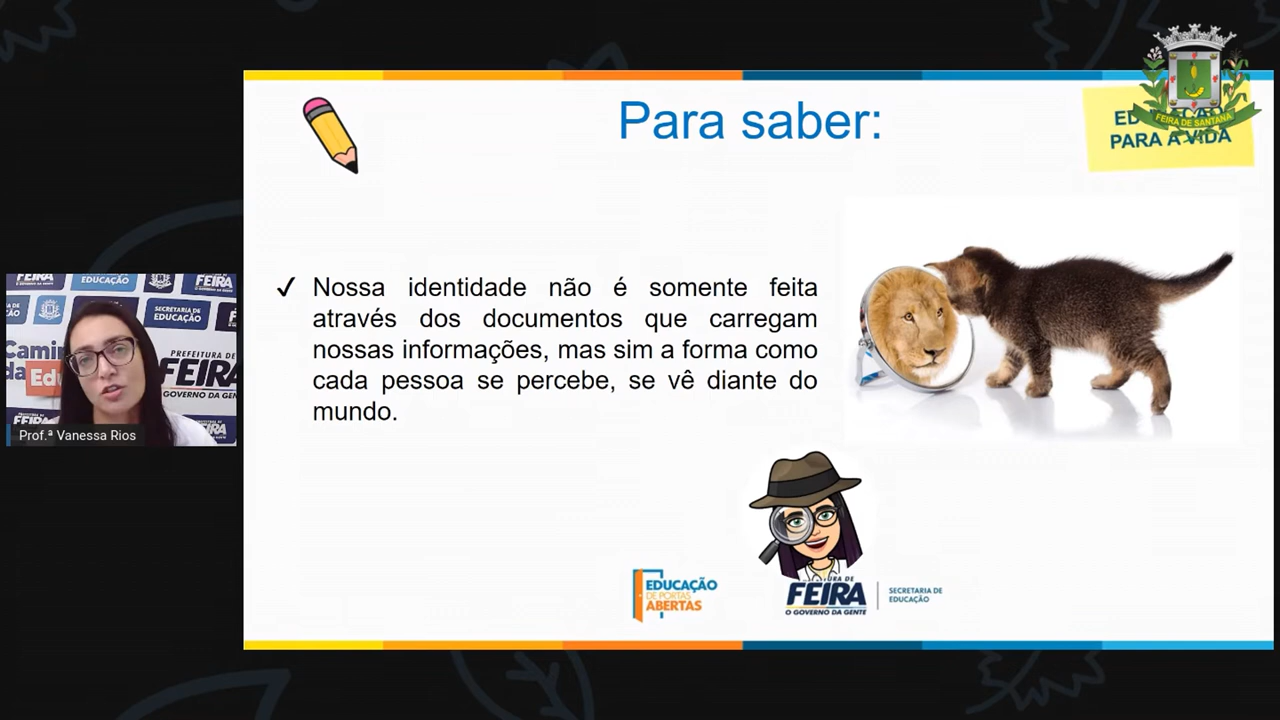 Para saber:
PARA A VIDA
FEIRA DE SANTANA
✓ Nossa identidade não é somente feita
através dos documentos que carregam
nossas informações, mas sim a forma como
cada pessoa se percebe, se vê diante do
mundo.
FEIRA
EDUCAÇÃO
FEIRA
SECRETARIA DE
EDUCAÇÃO
PREFEITURA DE
FEIRA
GOVERNO DA GENTE
Prof.ª Vanessa Rios
EDUCAÇÃO
DE PORTAS
ABERTAS
FEIRA
O GOVERNO DA GENTE
SECRETARIA DE
EDUCAÇÃO